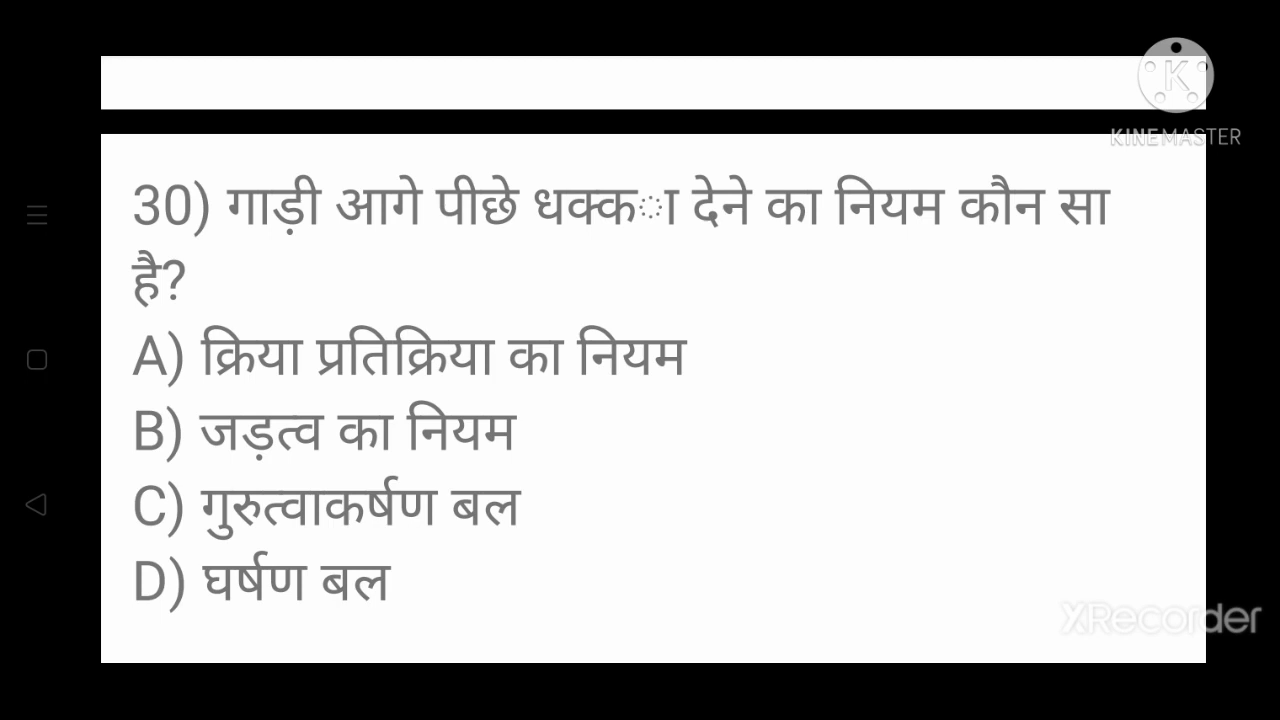 KINEMASTER
30) गाड़ी आगे पीछे धक्का देने का नियम कौन सा
है?
A) क्रिया प्रतिक्रिया का नियम
B) जड़त्व का नियम
C) गुरुत्वाकर्षण बल
D) घर्षण बल
XRecorder